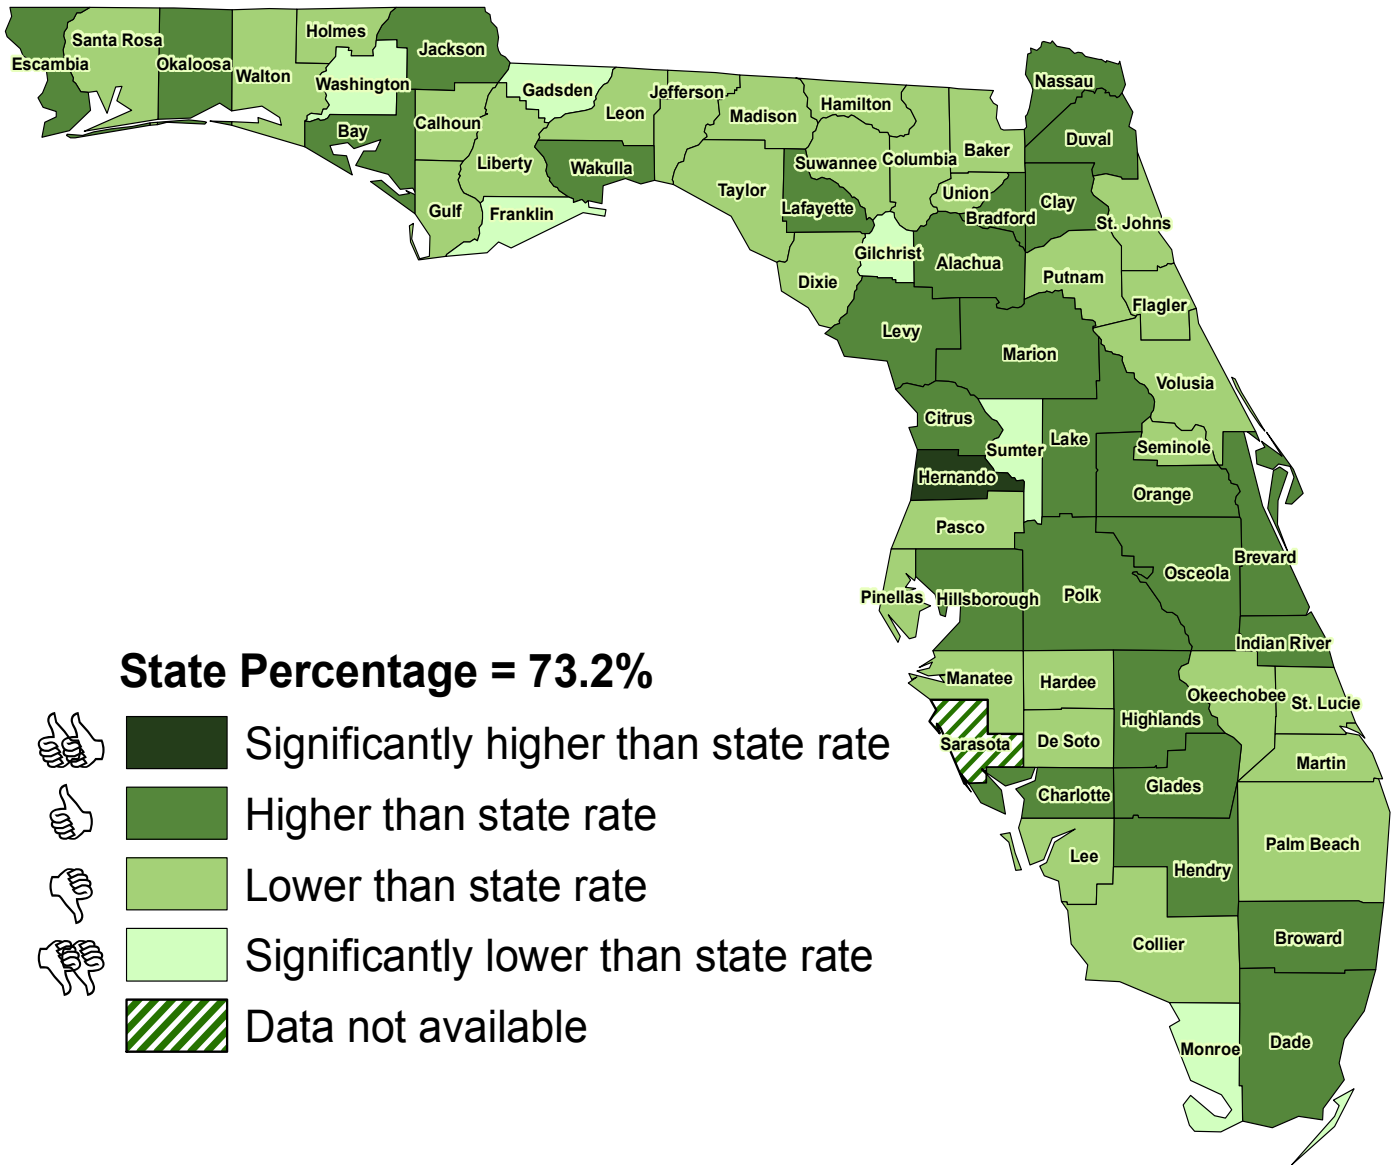 Holmes
Santa Rosa
Jackson
Escambia
Okaloosa
Walton
Washington
Gadsden
Jefferson
Nassau
Hamilton
Leon
Madison
Calhoun
Bay
Duval
Baker
Suwannee
Columbia
Liberty
Wakulla
Taylor
Union
Clay
Lafayette
Gulf
Franklin
Bradford
St. Johns
Gilchrist
Alachua
Dixie
Putnam
Flagler
Levy
Marion
Volusia
Citrus
Lake
Sumter
Seminole
Hernando
Orange
Pasco
Brevard
Osceola
Pinellas
Hillsborough
Polk
Indian River
Manatee
Hardee
Okeechobee
St. Lucie
Highlands
Sarasota
De Soto
Martin
Charlotte
Glades
Palm Beach
Lee
Hendry
Collier
Broward
Monroe
Dade
State Percentage = 73.2%
Significantly higher than state rate
Higher than state rate
Lower than state rate
Significantly lower than state rate
Data not available